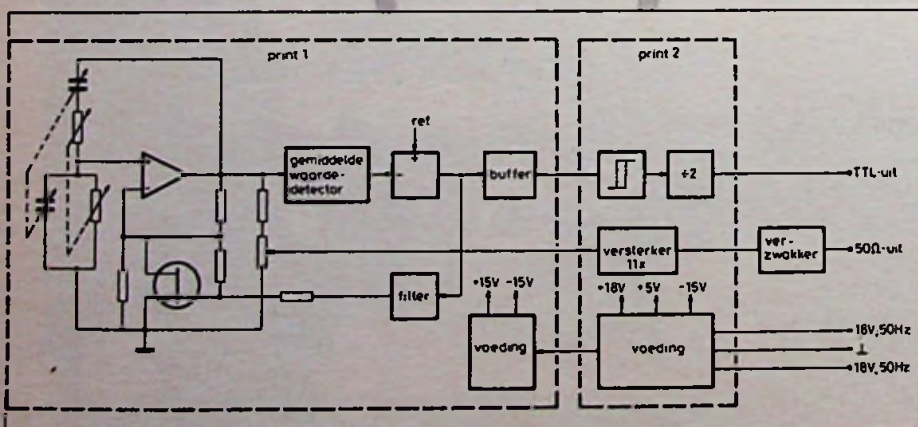 print 1
print 2
ref
gemiddelde
waarde-
detector
buffer
÷2
TTL-uit
versterker
11x
ver-
zwakker
50Ω-uit
filter
+15V -15V
+18V +5V -15V
voeding
voeding
18V,50Hz
⊥
18V,50Hz
+
-
-
+